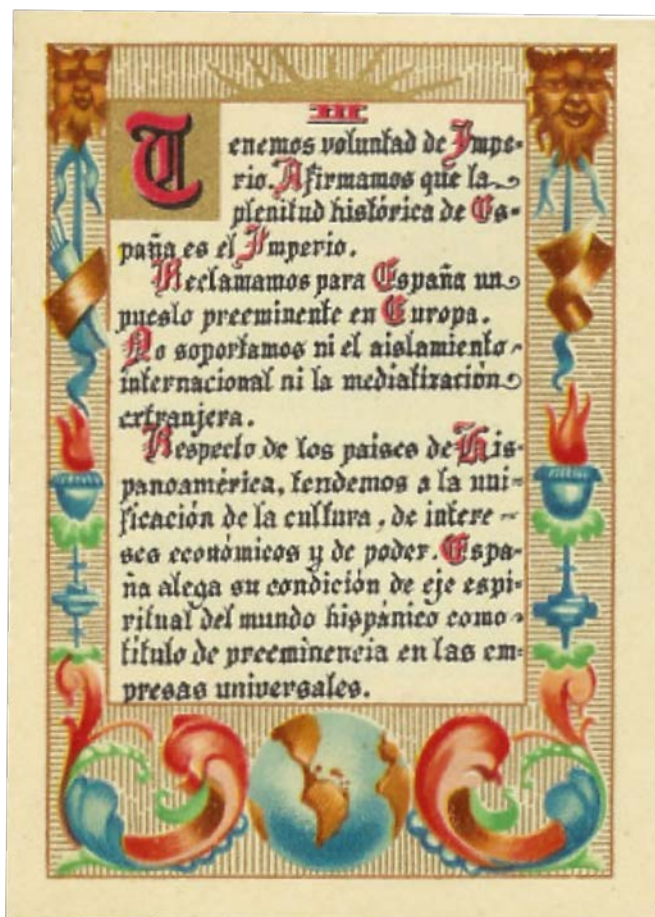 III
Tenemos voluntad de Impe-
rio. Afirmamos que la
plenitud histórica de Es-
paña es el Imperio.
Reclamamos para España un
puesto preeminente en Europa.
No soportamos ni el aislamiento
internacional ni la mediatización
extranjera.
Respecto de los paises de His-
panoamérica, tendemos a la uni-
ficación de la cultura, de intere-
ses económicos y de poder. Espa-
ña alega su condición de eje espi-
ritual del mundo hispánico como
título de preeminencia en las em-
presas universales.